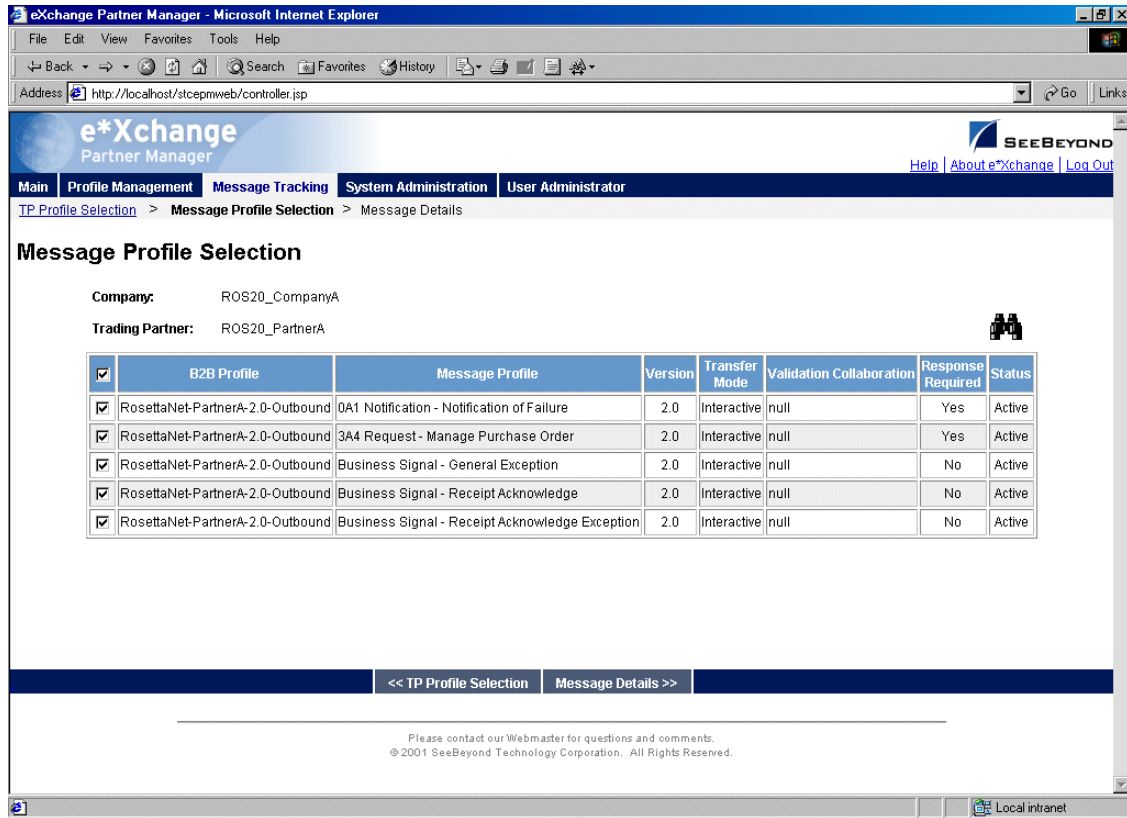 eXchange Partner Manager - Microsoft Internet Explorer
File Edit View Favorites Tools Help
Back Search Favorites History
Address http://localhost/stcepmweb/controller.jsp Go Links
e*Xchange
Partner Manager
SEEBEYOND
Help | About e*Xchange | Log Out
Main Profile Management Message Tracking System Administration User Administrator
TP Profile Selection > Message Profile Selection > Message Details
Message Profile Selection
Company: ROS20_CompanyA
Trading Partner: ROS20_PartnerA
B2B Profile Message Profile Version Transfer Mode Validation Collaboration Response Required Status
RosettaNet-PartnerA-2.0-Outbound 0A1 Notification - Notification of Failure 2.0 Interactive null Yes Active
RosettaNet-PartnerA-2.0-Outbound 3A4 Request - Manage Purchase Order 2.0 Interactive null Yes Active
RosettaNet-PartnerA-2.0-Outbound Business Signal - General Exception 2.0 Interactive null No Active
RosettaNet-PartnerA-2.0-Outbound Business Signal - Receipt Acknowledge 2.0 Interactive null No Active
RosettaNet-PartnerA-2.0-Outbound Business Signal - Receipt Acknowledge Exception 2.0 Interactive null No Active
<< TP Profile Selection Message Details >>
Please contact our Webmaster for questions and comments.
© 2001 SeeBeyond Technology Corporation. All Rights Reserved.
Local intranet